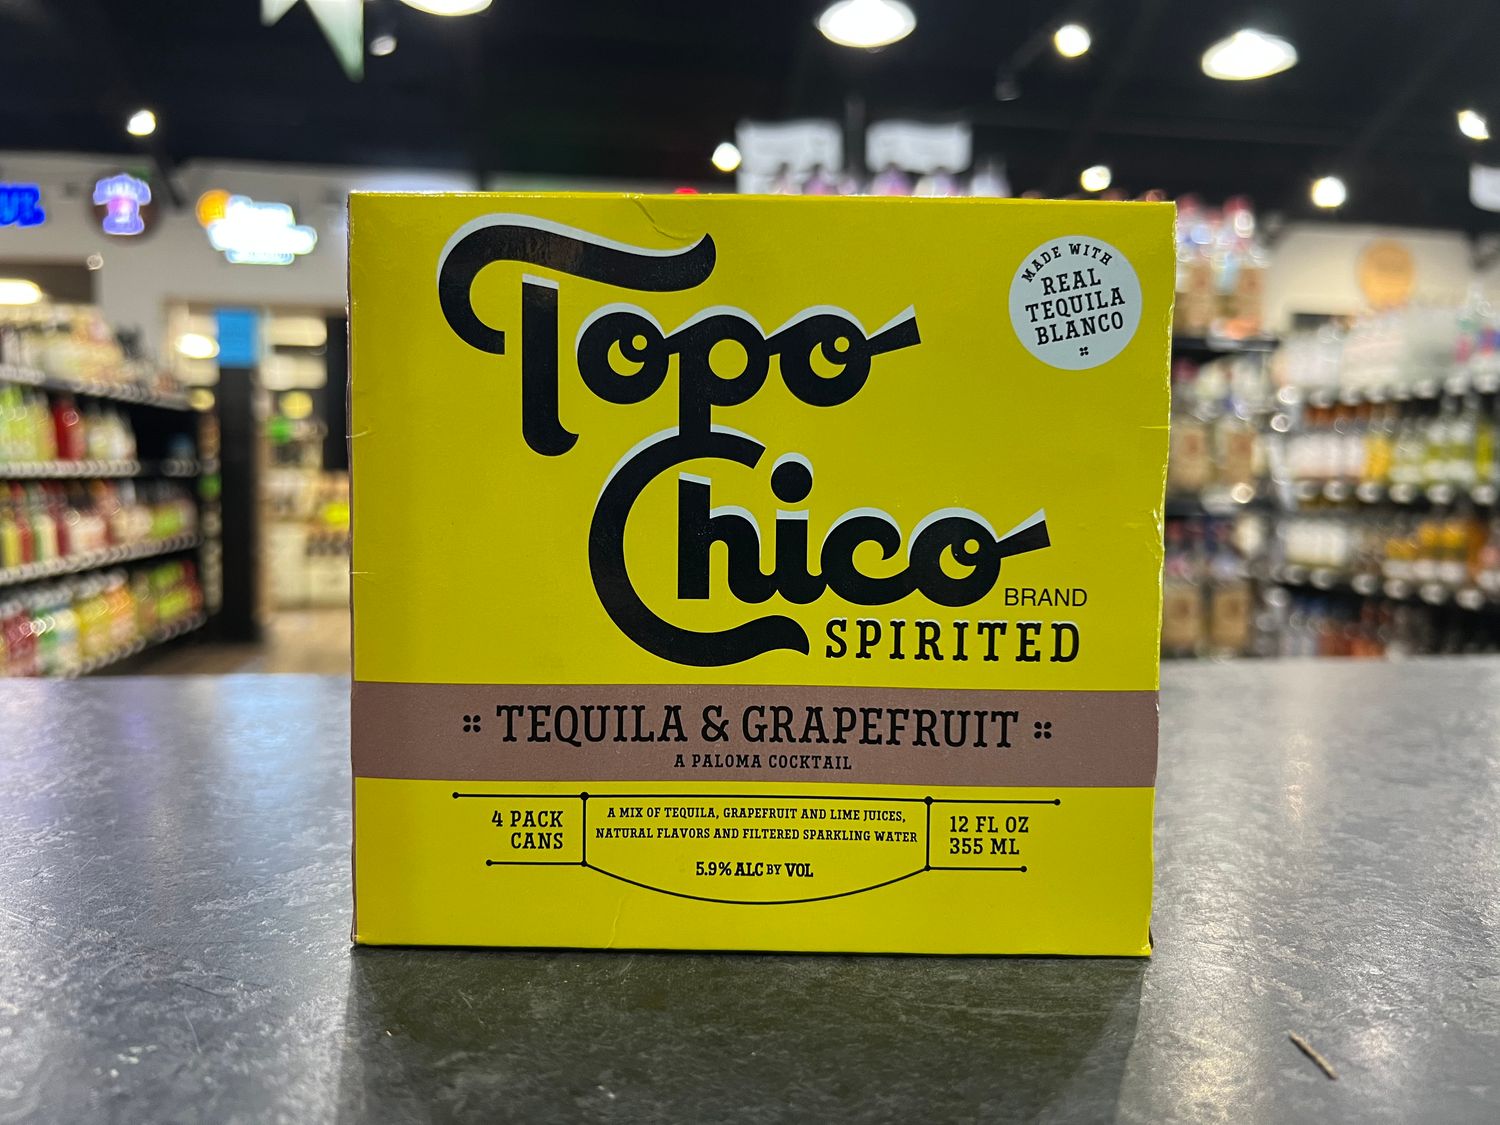 Topo
Chico
BRAND
SPIRITED
MADE WITH
REAL
TEQUILA
BLANCO
TEQUILA & GRAPEFRUIT
A PALOMA COCKTAIL
4 PACK
CANS
A MIX OF TEQUILA, GRAPEFRUIT AND LIME JUICES,
NATURAL FLAVORS AND FILTERED SPARKLING WATER
5.9% ALC BY VOL
12 FL OZ
355 ML